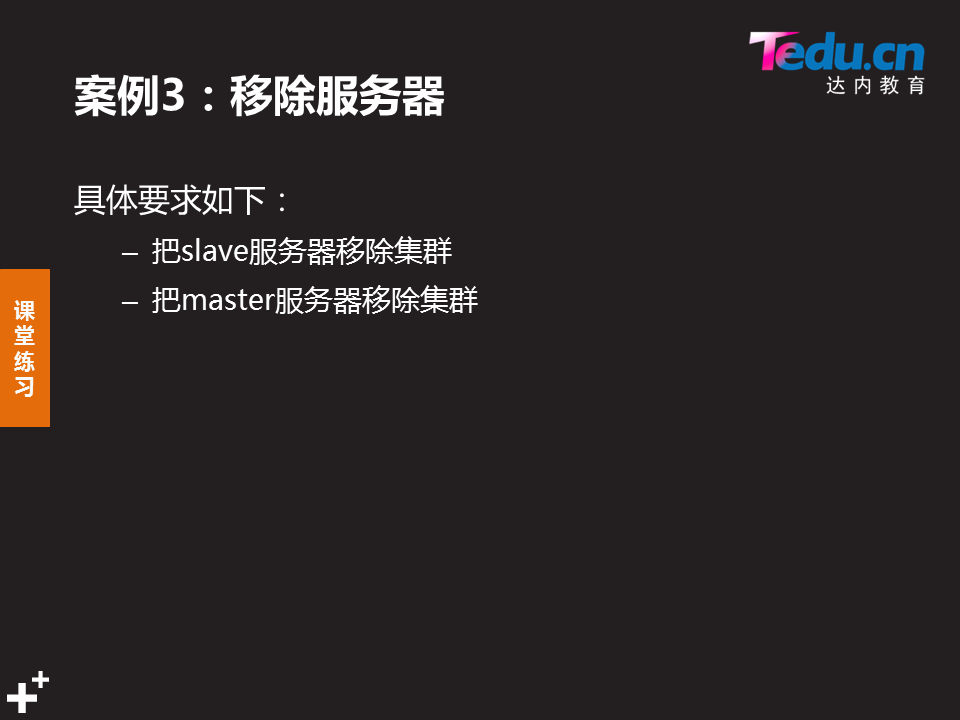 Tedu.cn
达内教育
案例3：移除服务器
具体要求如下：
– 把slave服务器移除集群
– 把master服务器移除集群
课堂练习